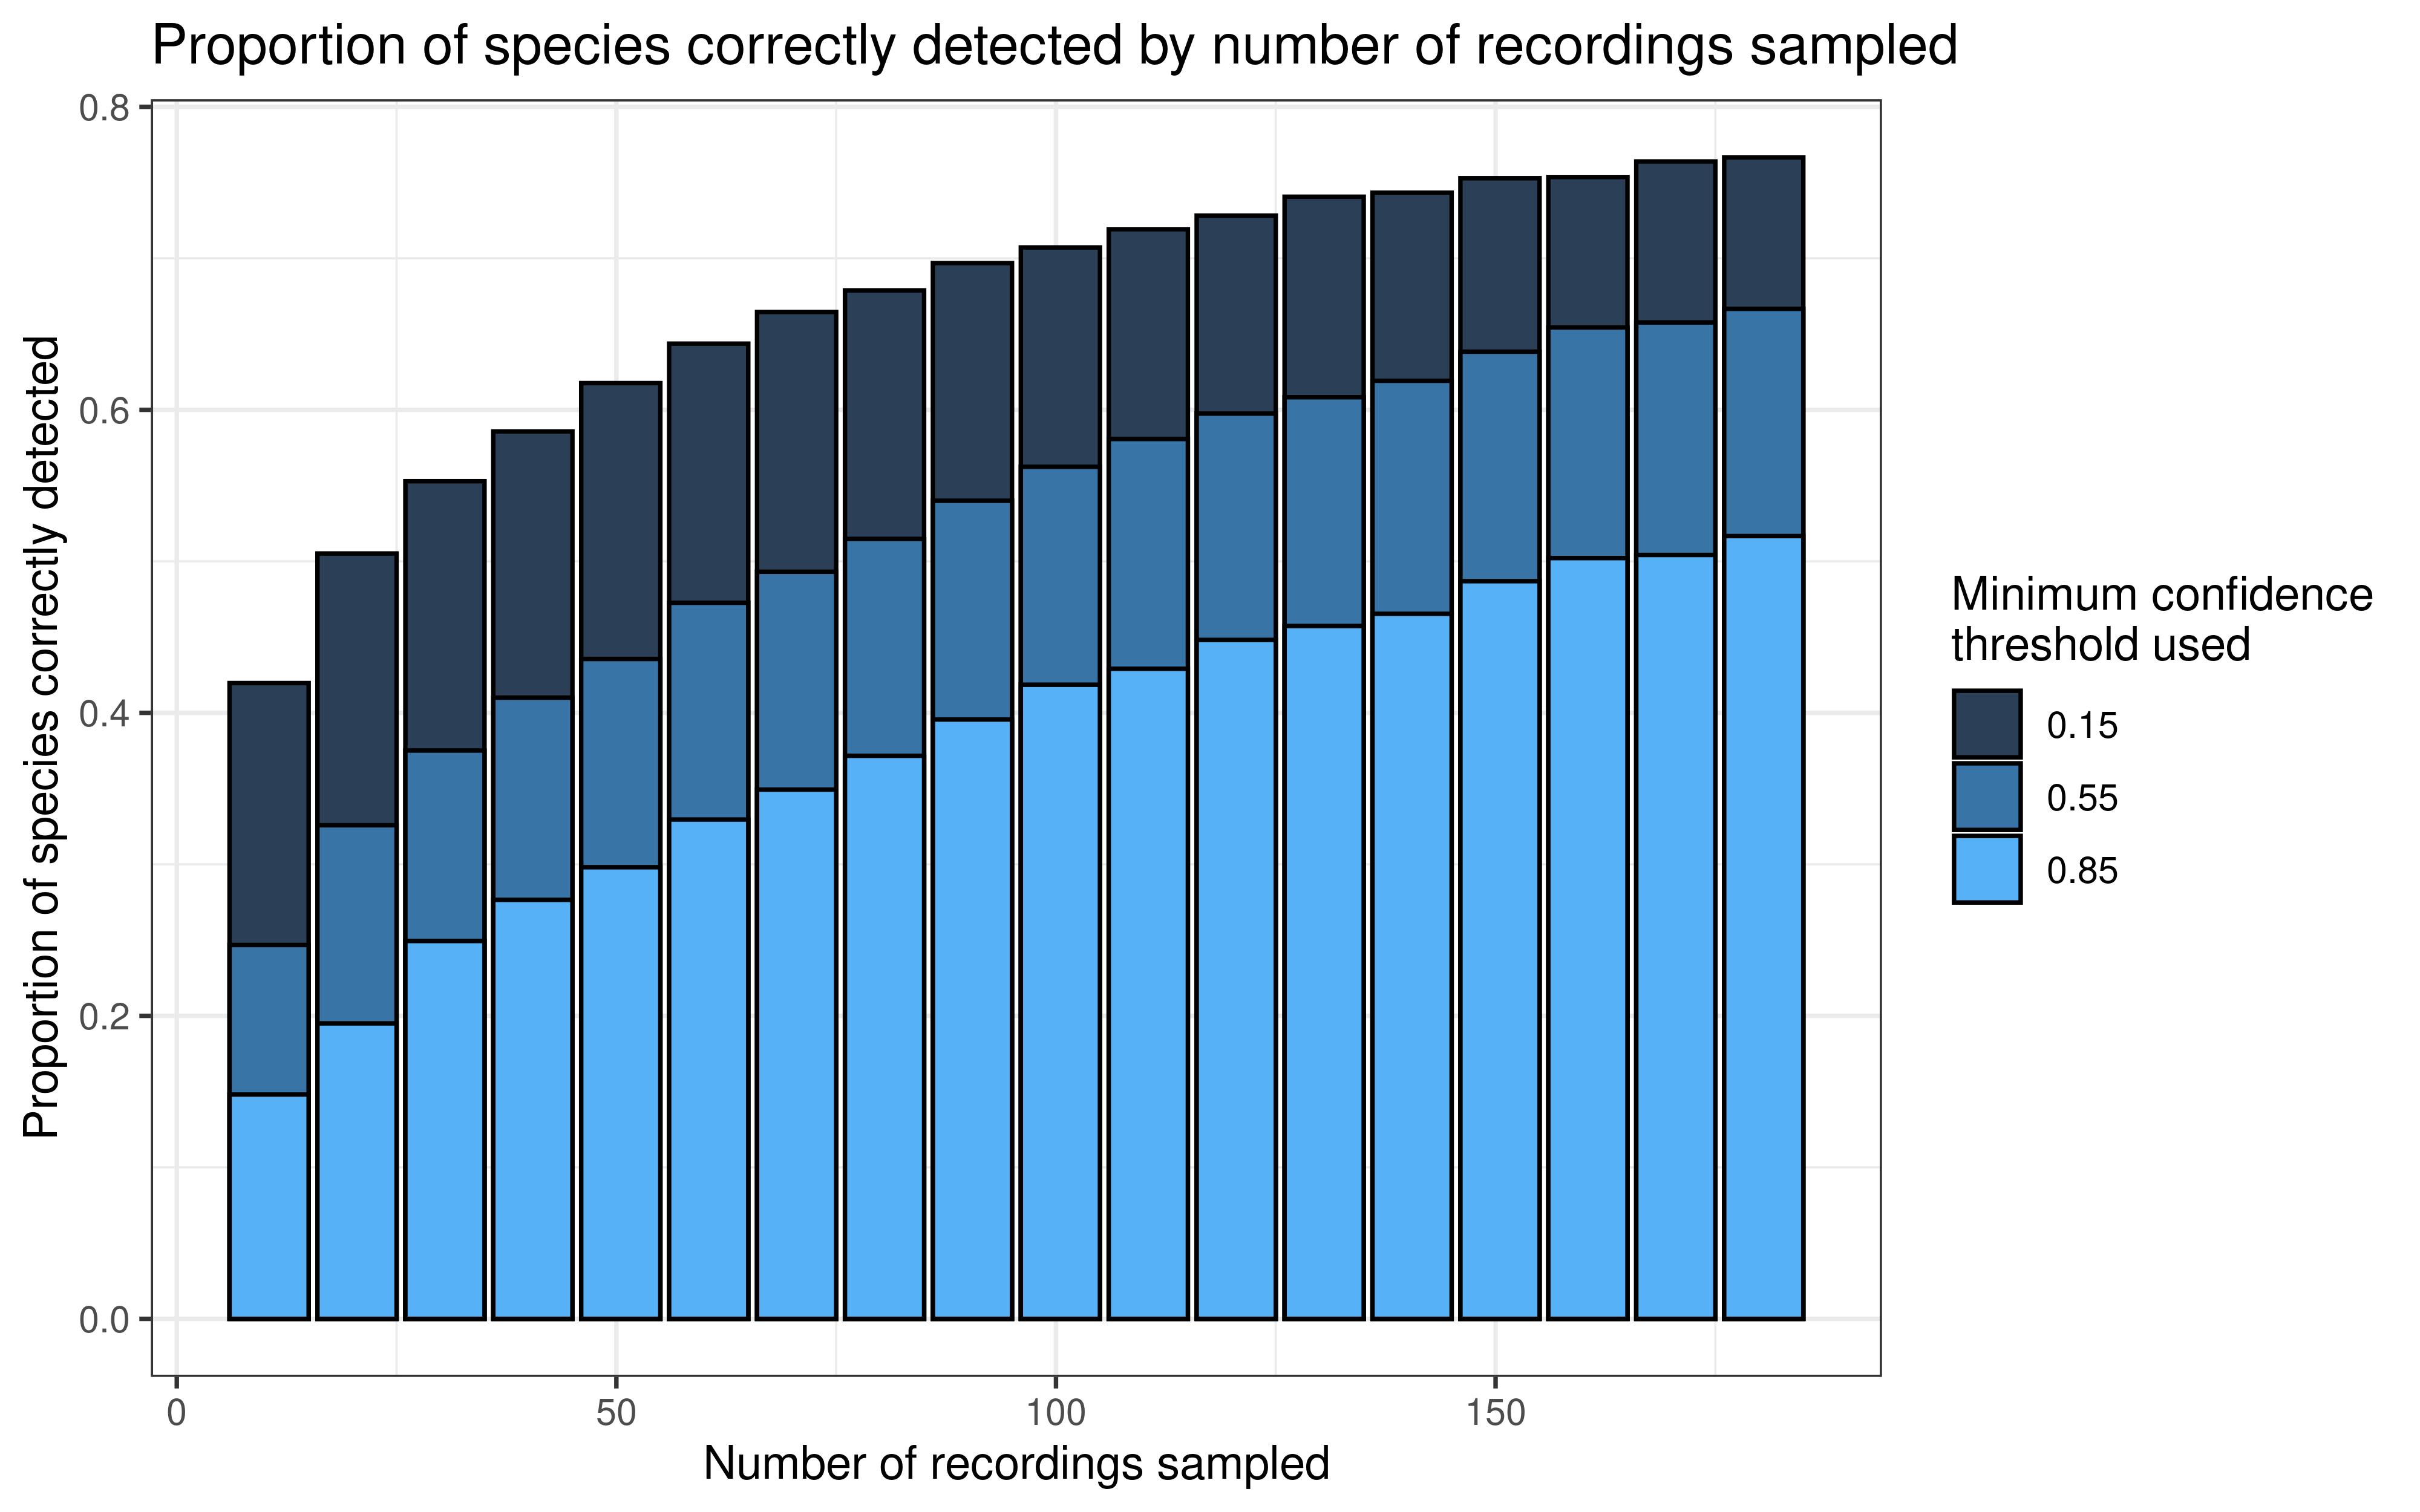 Proportion of species correctly detected by number of recordings sampled
Proportion of species correctly detected
0.8
0.6
0.4
0.2
0.0
0
50
100
150
Number of recordings sampled
Minimum confidence
threshold used
0.15
0.55
0.85